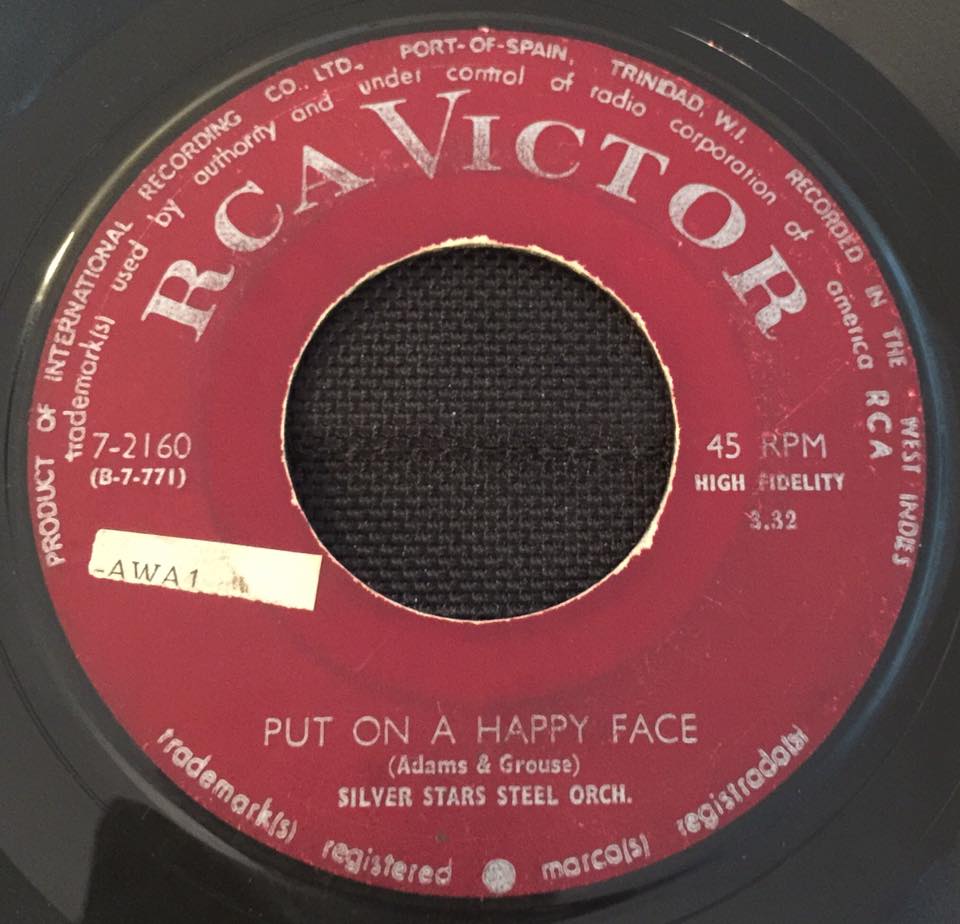 PRODUCT OF INTERNATIONAL RECORDING CO., LTD. PORT-OF-SPAIN, TRINIDAD, W.I. RECORDED IN THE WEST INDIES
trademark(s) used by authority and under control of radio corporation of america RCA
RCA VICTOR
7-2160
(B-7-771)
45 RPM
HIGH FIDELITY
3.32
-AWA1
PUT ON A HAPPY FACE
(Adams & Grouse)
SILVER STARS STEEL ORCH.
trademark(s) registered marca(s) registrada(s)